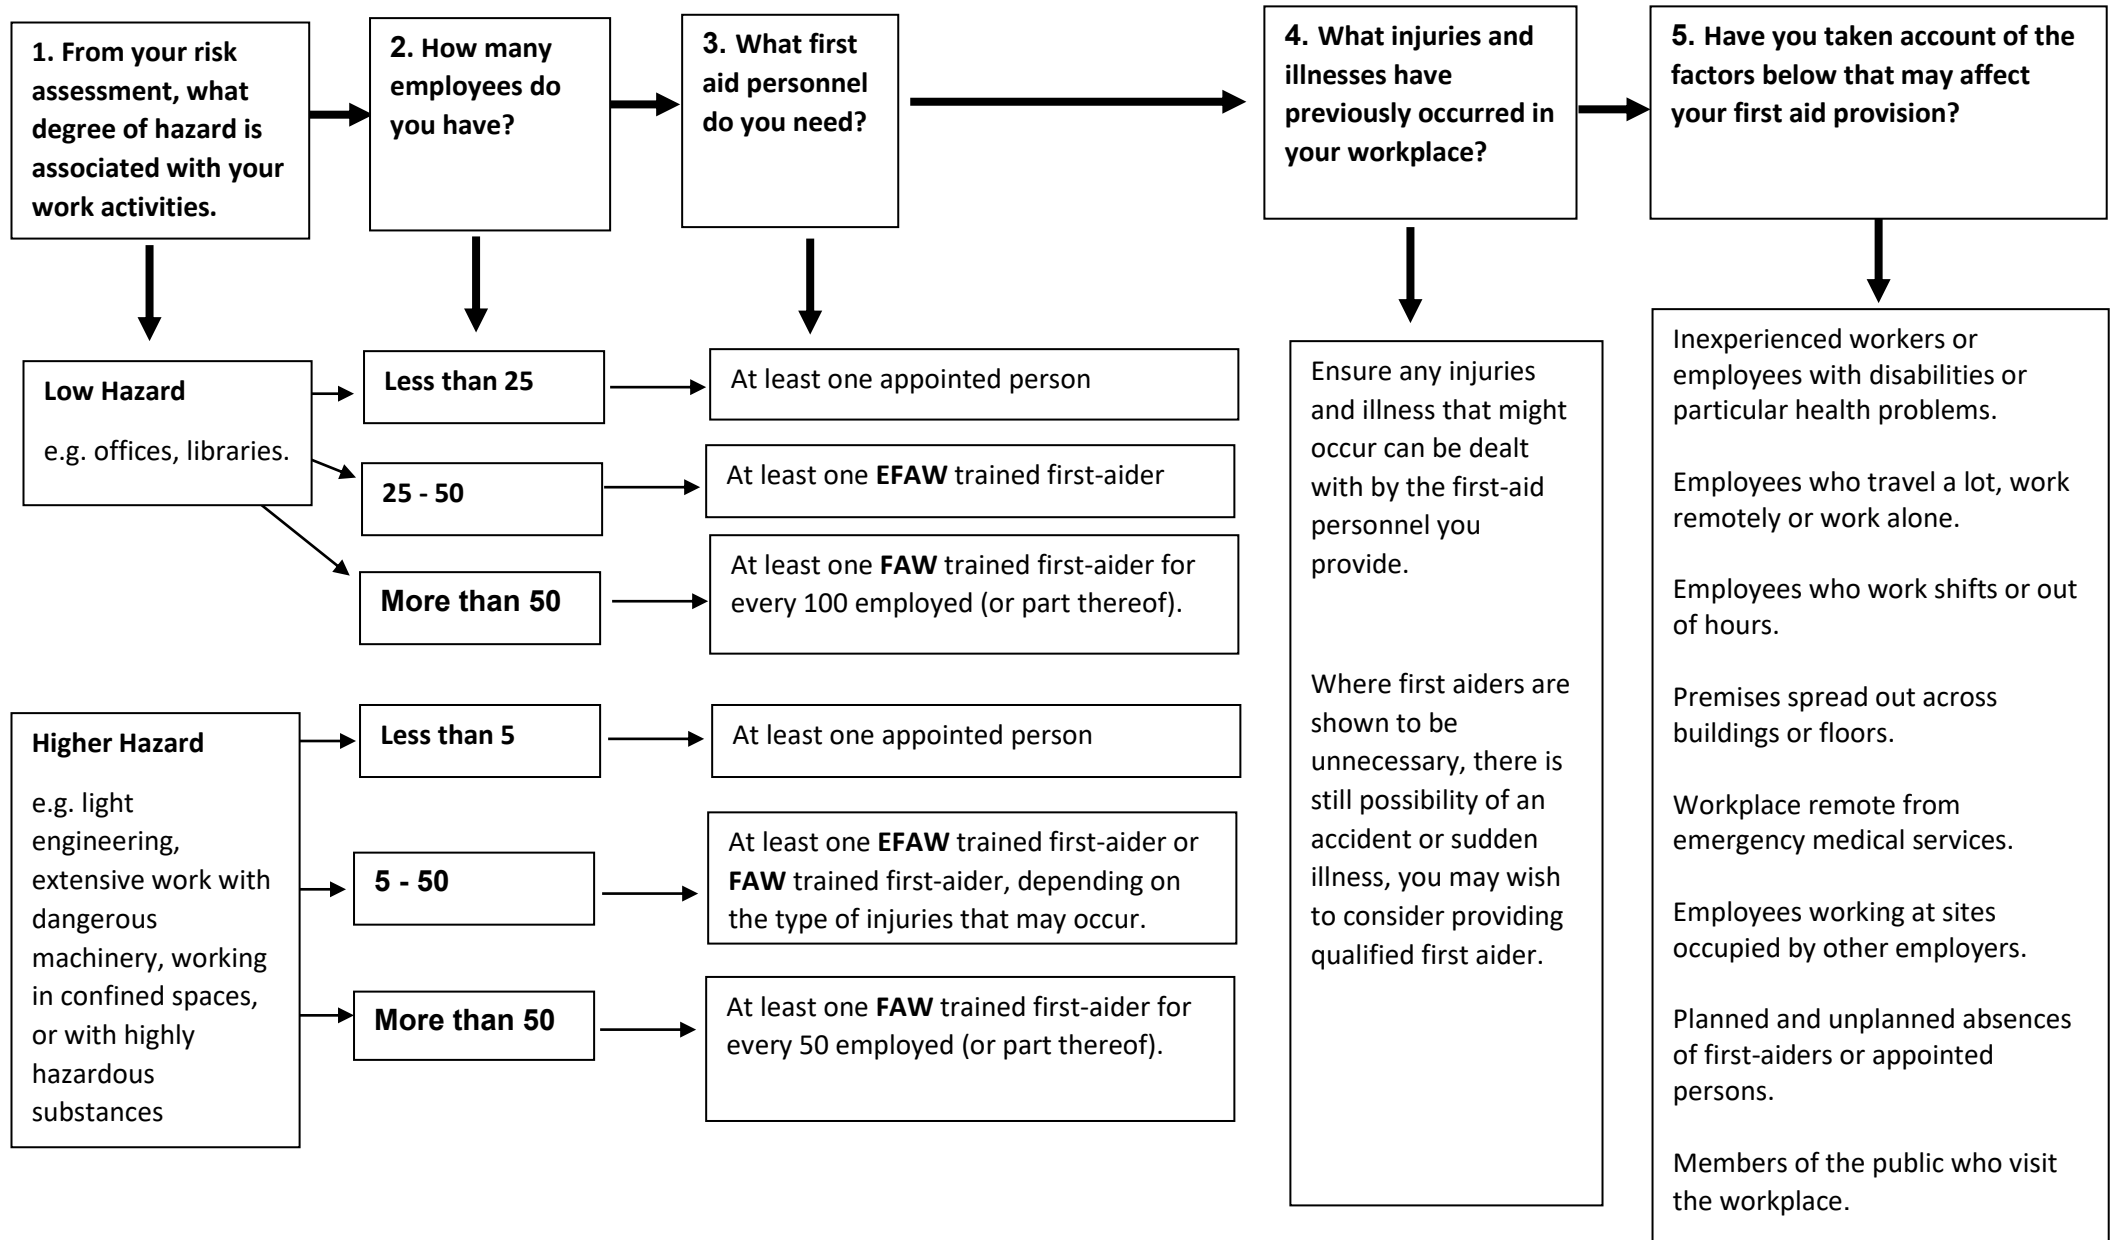 1. From your risk
assessment, what
degree of hazard is
associated with your
work activities.
2. How many
employees do
you have?
3. What first
aid personnel
do you need?
4. What injuries and
illnesses have
previously occurred in
your workplace?
5. Have you taken account of the
factors below that may affect
your first aid provision?
Low Hazard
e.g. offices, libraries.
Less than 25
At least one appointed person
25 - 50
At least one EFAW trained first-aider
More than 50
At least one FAW trained first-aider for
every 100 employed (or part thereof).
Higher Hazard
e.g. light
engineering,
extensive work with
dangerous
machinery, working
in confined spaces,
or with highly
hazardous
substances
Less than 5
At least one appointed person
5 - 50
At least one EFAW trained first-aider or
FAW trained first-aider, depending on
the type of injuries that may occur.
More than 50
At least one FAW trained first-aider for
every 50 employed (or part thereof).
Ensure any injuries
and illness that might
occur can be dealt
with by the first-aid
personnel you
provide.
Where first aiders are
shown to be
unnecessary, there is
still possibility of an
accident or sudden
illness, you may wish
to consider providing
qualified first aider.
Inexperienced workers or
employees with disabilities or
particular health problems.
Employees who travel a lot, work
remotely or work alone.
Employees who work shifts or out
of hours.
Premises spread out across
buildings or floors.
Workplace remote from
emergency medical services.
Employees working at sites
occupied by other employers.
Planned and unplanned absences
of first-aiders or appointed
persons.
Members of the public who visit
the workplace.